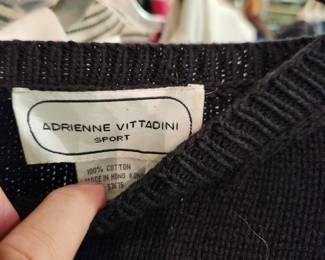 ADRIENNE VITTADINI
SPORT
100% COTTON
MADE IN HONG KONG